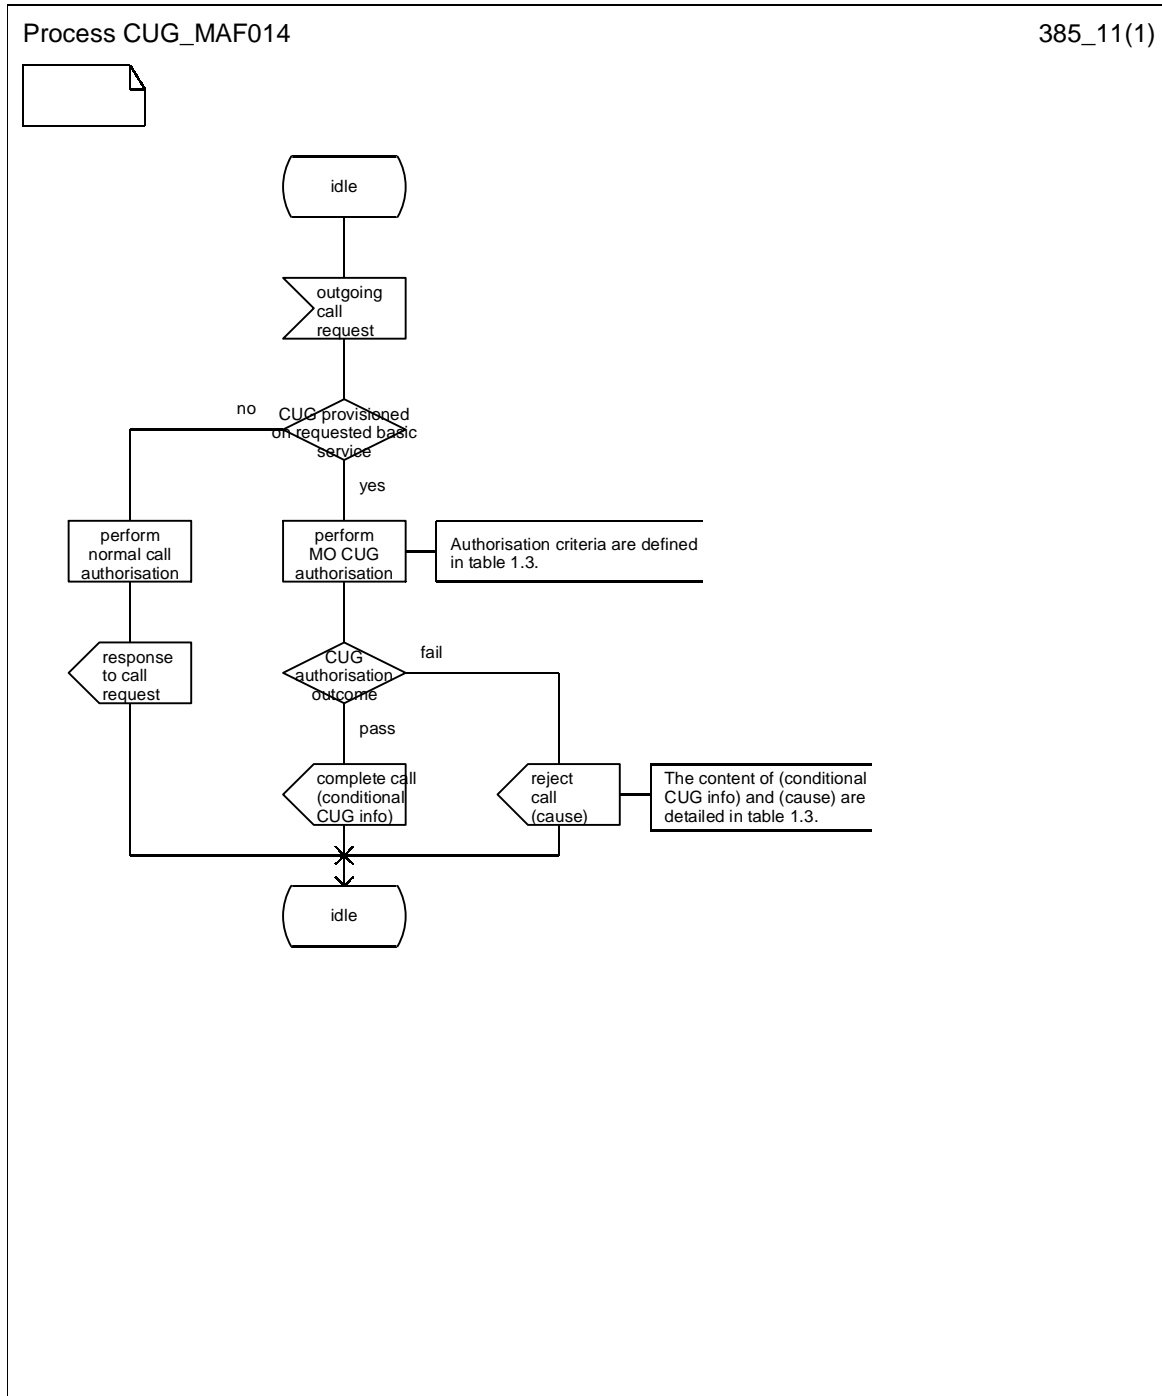 Process CUG_MAF014
385_11(1)
idle
outgoing
call
request
no
CUG provisioned
on requested basic
service
yes
perform
normal call
authorisation
perform
MO CUG
authorisation
Authorisation criteria are defined
in table 1.3.
response
to call
request
CUG
authorisation
outcome
fail
pass
complete call
(conditional
CUG info)
reject
call
(cause)
The content of (conditional
CUG info) and (cause) are
detailed in table 1.3.
idle